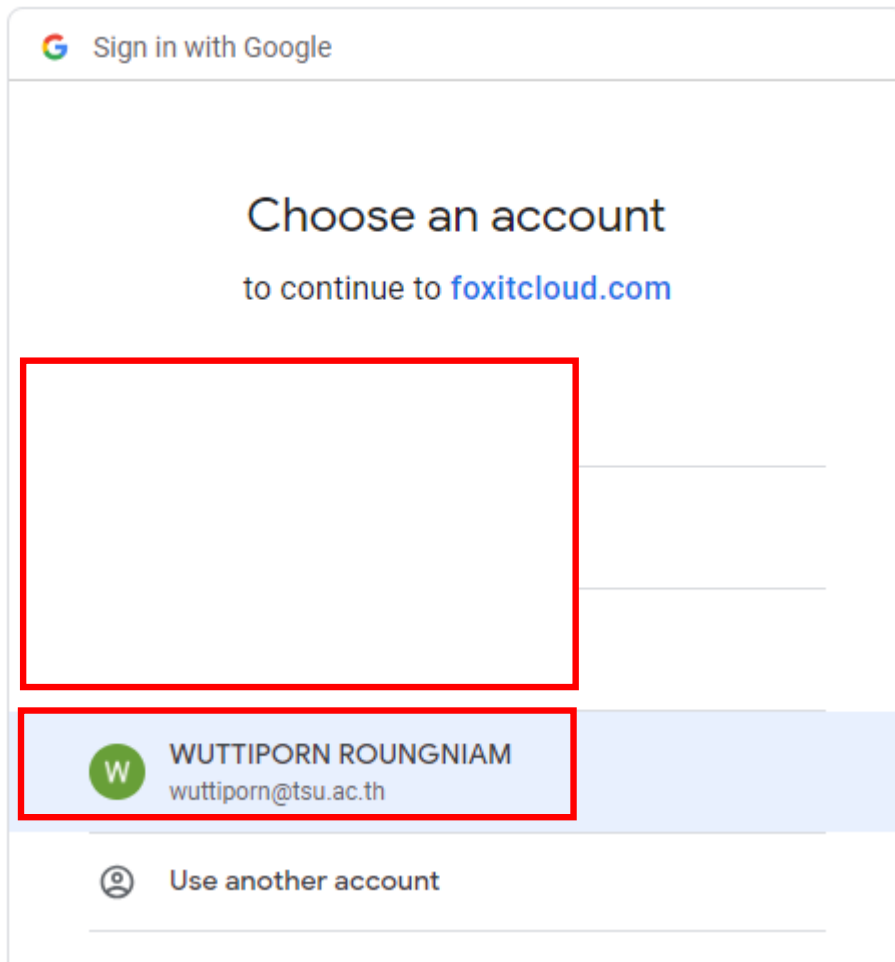 Sign in with Google
Choose an account
to continue to foxitcloud.com
W
WUTTIPORN ROUNGNIAM
wuttiporn@tsu.ac.th
Use another account